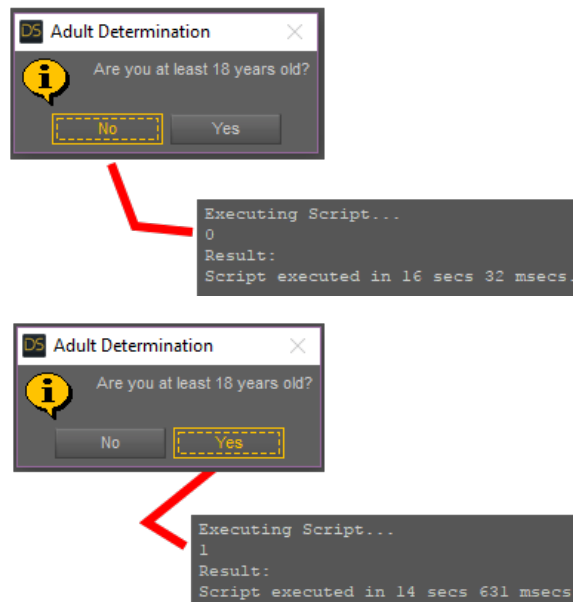 DS Adult Determination
Are you at least 18 years old?
No Yes
Executing Script...
0
Result:
Script executed in 16 secs 32 msecs.
DS Adult Determination
Are you at least 18 years old?
No Yes
Executing Script...
1
Result:
Script executed in 14 secs 631 msecs